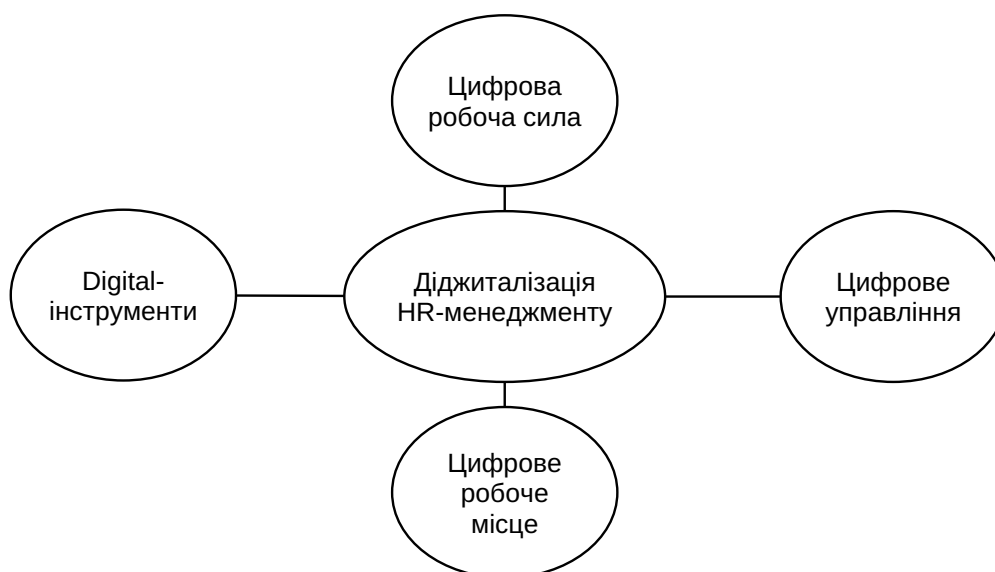 Цифрова
робоча сила
Digital-
інструменти
Діджиталізація
HR-менеджменту
Цифрове
управління
Цифрове
робоче
місце